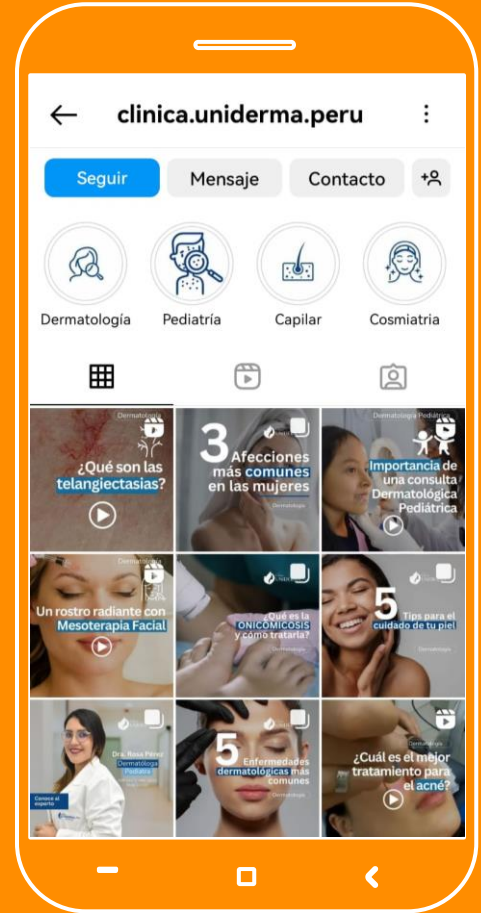 clinica.uniderma.peru
Seguir Mensaje Contacto
Dermatología Pediatría Capilar Cosmiatria
Dermatología
¿Qué son las
telangiectasias?
3
Afecciones
más comunes
en las mujeres
Dermatología
Dermatología Pediátrica
Importancia de
una consulta
Dermatológica
Pediátrica
Dermatología
Un rostro radiante con
Mesoterapia Facial
¿Qué es la
ONICOMICOSIS
y cómo tratarla?
Dermatología
5
Tips para el
cuidado de tu piel
Dermatología
Dra. Rosa Pérez
Dermatóloga
Pediatra
Conoce al
experto
5
Enfermedades
dermatológicas más
comunes
Dermatología
Dermatología
¿Cuál es el mejor
tratamiento para
el acné?